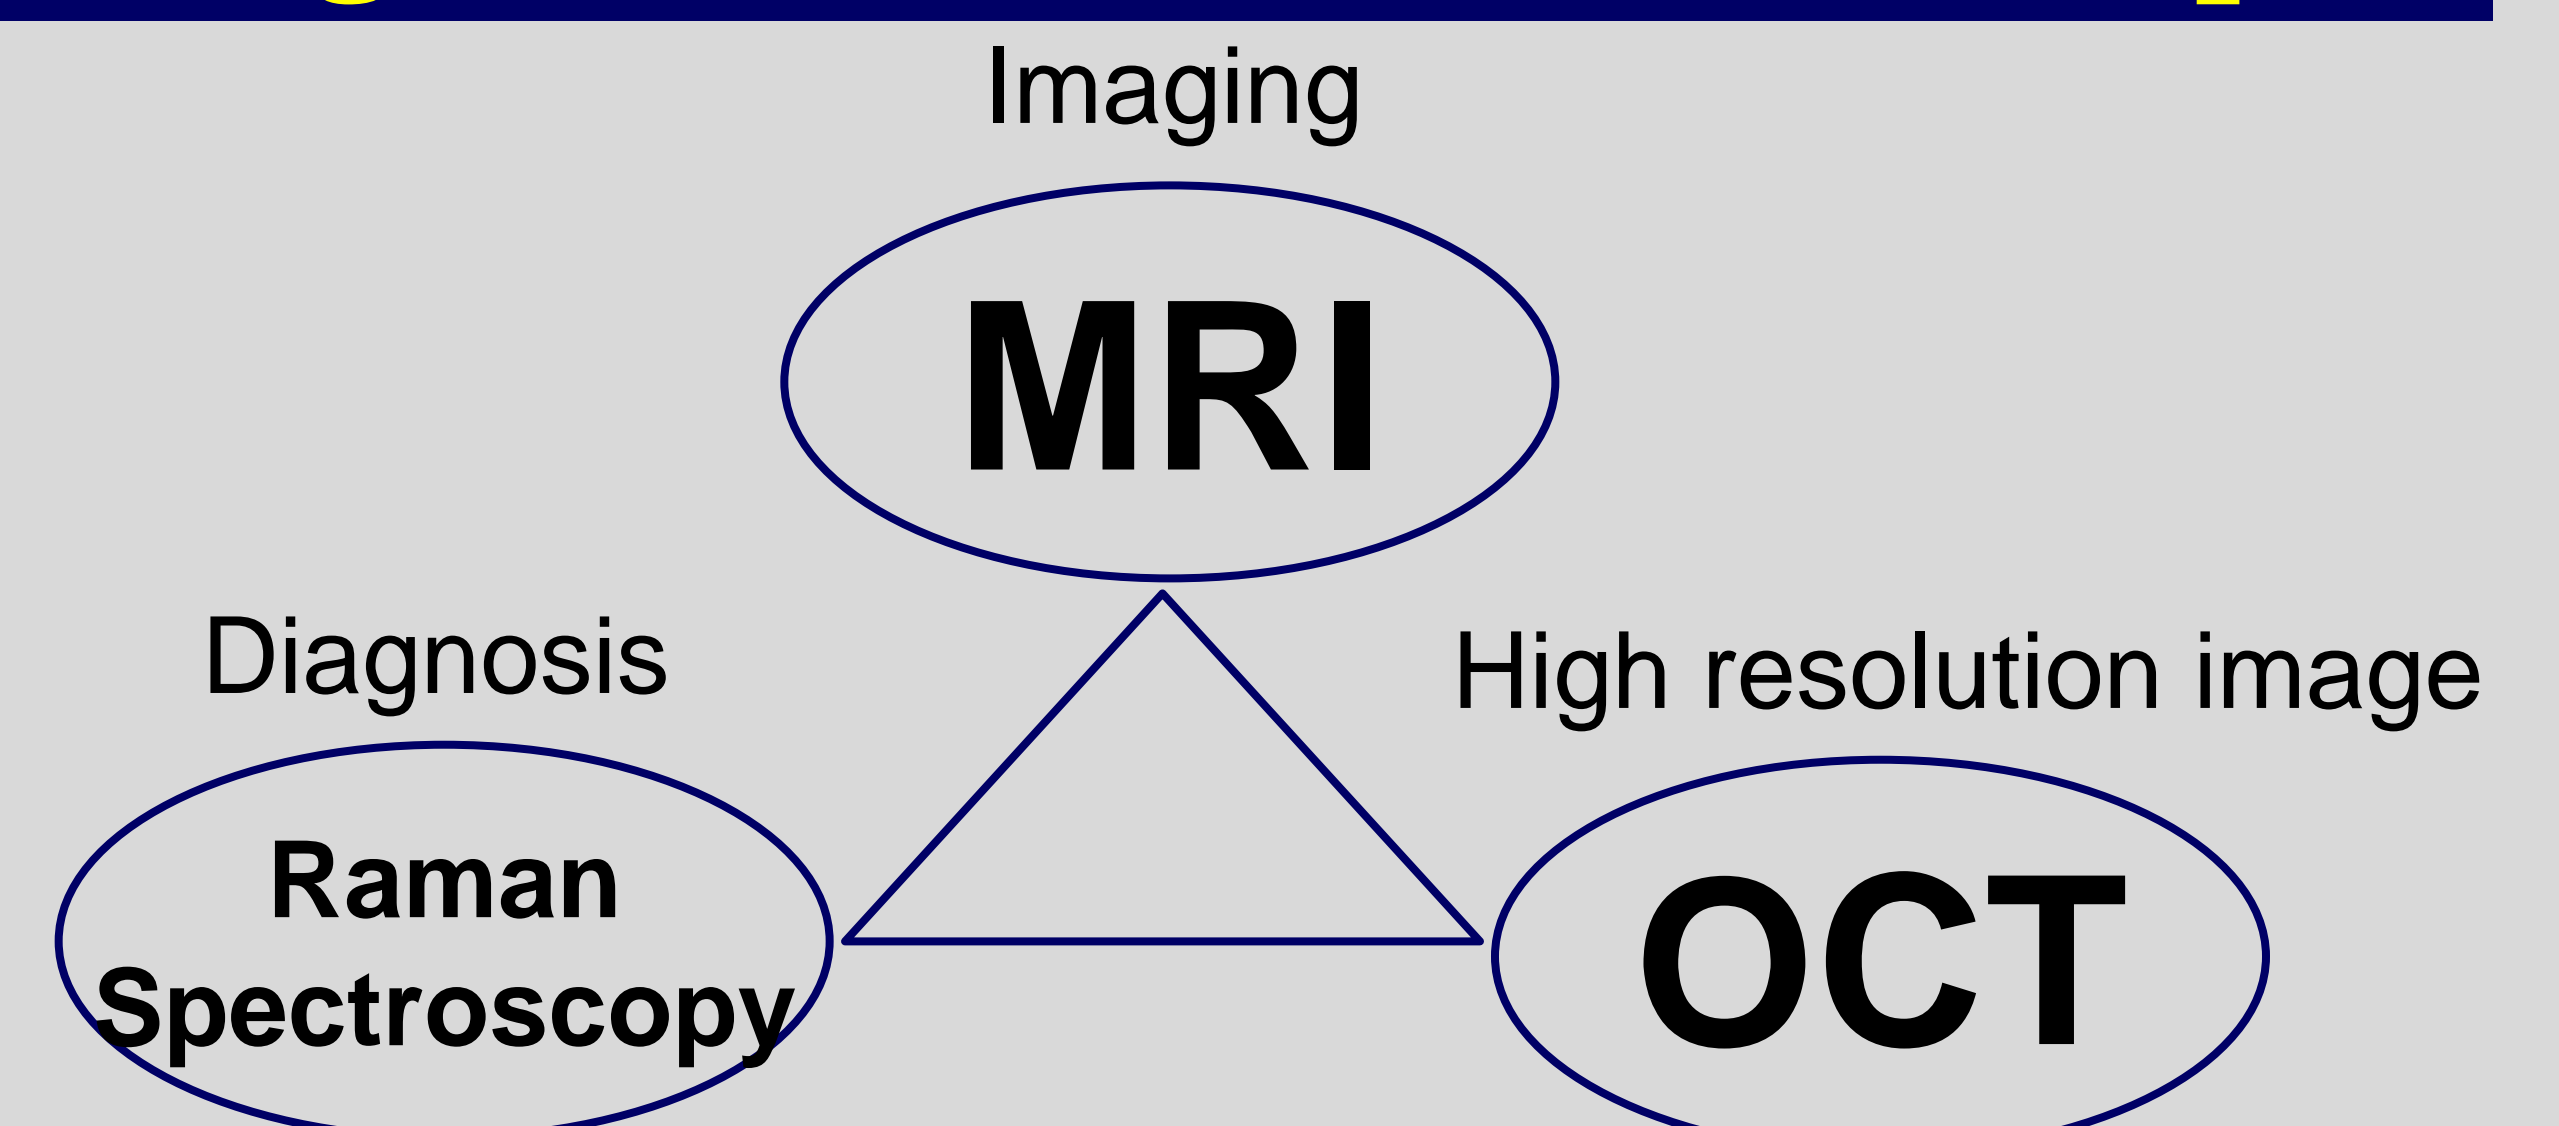 Imaging
MRI
Diagnosis
High resolution image
Raman
Spectroscopy
OCT